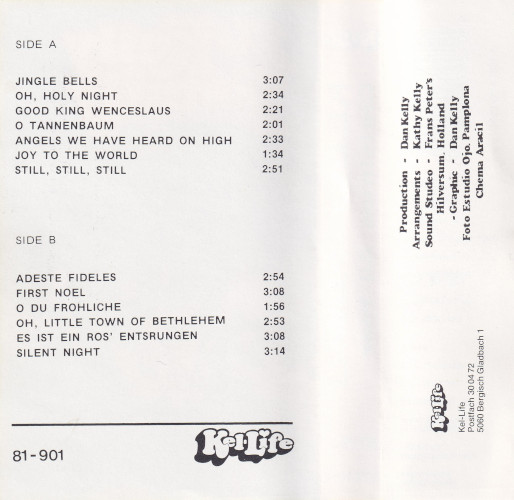 SIDE A
JINGLE BELLS 3:07
OH, HOLY NIGHT 2:34
GOOD KING WENCESLAUS 2:21
O TANNENBAUM 2:01
ANGELS WE HAVE HEARD ON HIGH 2:33
JOY TO THE WORLD 1:34
STILL, STILL, STILL 2:51
SIDE B
ADESTE FIDELES 2:54
FIRST NOEL 3:08
O DU FROHLICHE 1:56
OH, LITTLE TOWN OF BETHLEHEM 2:53
ES IST EIN ROS' ENTSRUNGEN 3:08
SILENT NIGHT 3:14
81-901
Kel-Life
Production - Dan Kelly
Arrangements - Kathy Kelly
Sound Studeo - Frans Peter's
Hilversum, Holland
- Graphic - Dan Kelly
Foto Estudio Ojo, Pamplona
Chema Aracil
Kel-Life
Kel-Life
Postfach 30 04 72
5060 Bergisch Gladbach 1